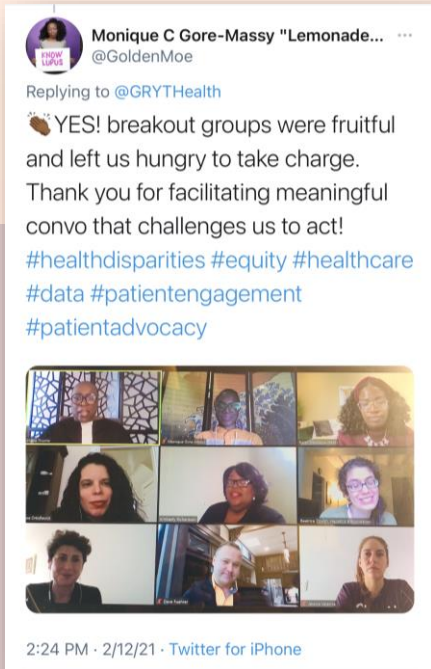 KNOW
LUPUS
Monique C Gore-Massy "Lemonade...
@GoldenMoe
Replying to @GRYTHealth
👏🏾YES! breakout groups were fruitful
and left us hungry to take charge.
Thank you for facilitating meaningful
convo that challenges us to act!
#healthdisparities #equity #healthcare
#data #patientengagement
#patientadvocacy
2:24 PM · 2/12/21 · Twitter for iPhone